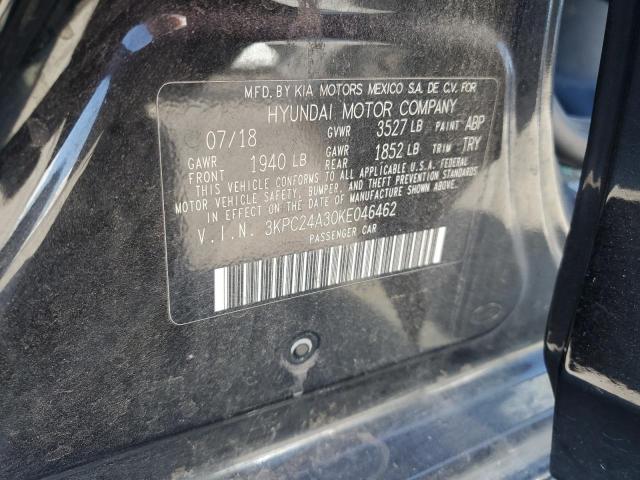 MFD. BY KIA MOTORS MEXICO S.A. DE C.V. FOR
HYUNDAI MOTOR COMPANY
07/18 GVWR 3527 LB PAINT ABP
GAWR FRONT 1940 LB GAWR REAR 1852 LB TRIM TRY
THIS VEHICLE CONFORMS TO ALL APPLICABLE U.S.A. FEDERAL
MOTOR VEHICLE SAFETY, BUMPER, AND THEFT PREVENTION STANDARDS
IN EFFECT ON THE DATE OF MANUFACTURE SHOWN ABOVE.
V.I.N. 3KPC24A30KE046462
PASSENGER CAR